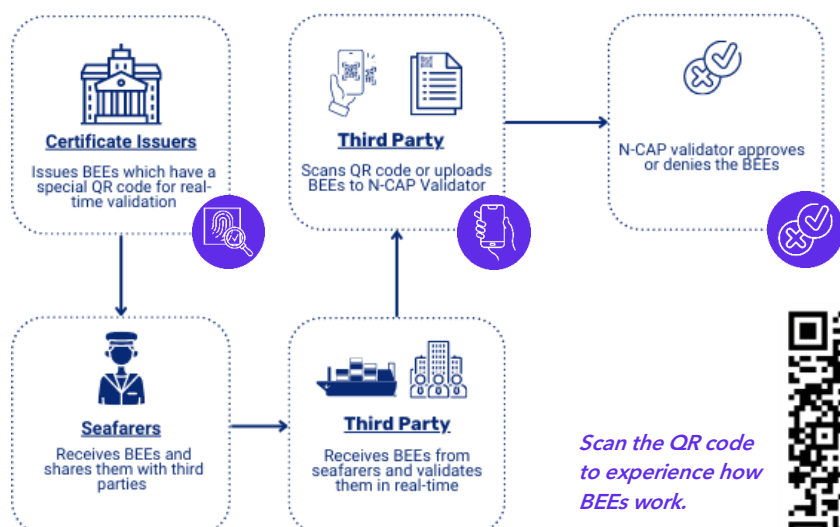 Certificate Issuers
Issues BEEs which have a
special QR code for real-
time validation
Third Party
Scans QR code or uploads
BEEs to N-CAP Validator
N-CAP validator approves
or denies the BEEs
Seafarers
Receives BEEs and
shares them with third
parties
Third Party
Receives BEEs from
seafarers and validates
them in real-time
Scan the QR code
to experience how
BEEs work.